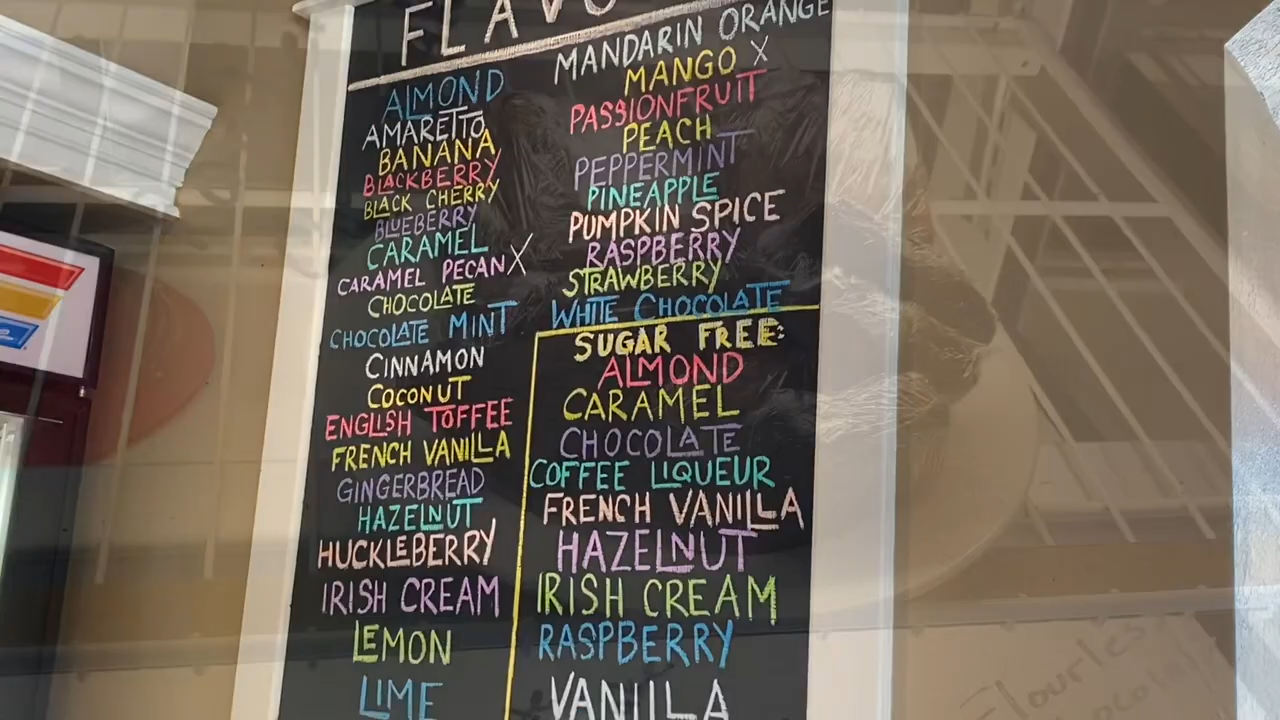 FLAVO
ALMOND
AMARETTO
BANANA
BLACKBERRY
BLACK CHERRY
BLUEBERRY
CARAMEL
CARAMEL PECAN X
CHOCOLATE
CHOCOLATE MINT
CINNAMON
COCONUT
ENGLISH TOFFEE
FRENCH VANILLA
GINGERBREAD
HAZELNUT
HUCKLEBERRY
IRISH CREAM
LEMON
LIME
MANDARIN ORANGE
MANGO X
PASSIONFRUIT
PEACH
PEPPERMINT
PINEAPPLE
PUMPKIN SPICE
RASPBERRY
STRAWBERRY
WHITE CHOCOLATE
SUGAR FREE:
ALMOND
CARAMEL
CHOCOLATE
COFFEE LIQUEUR
FRENCH VANILLA
HAZELNUT
IRISH CREAM
RASPBERRY
VANILLA
Flourless